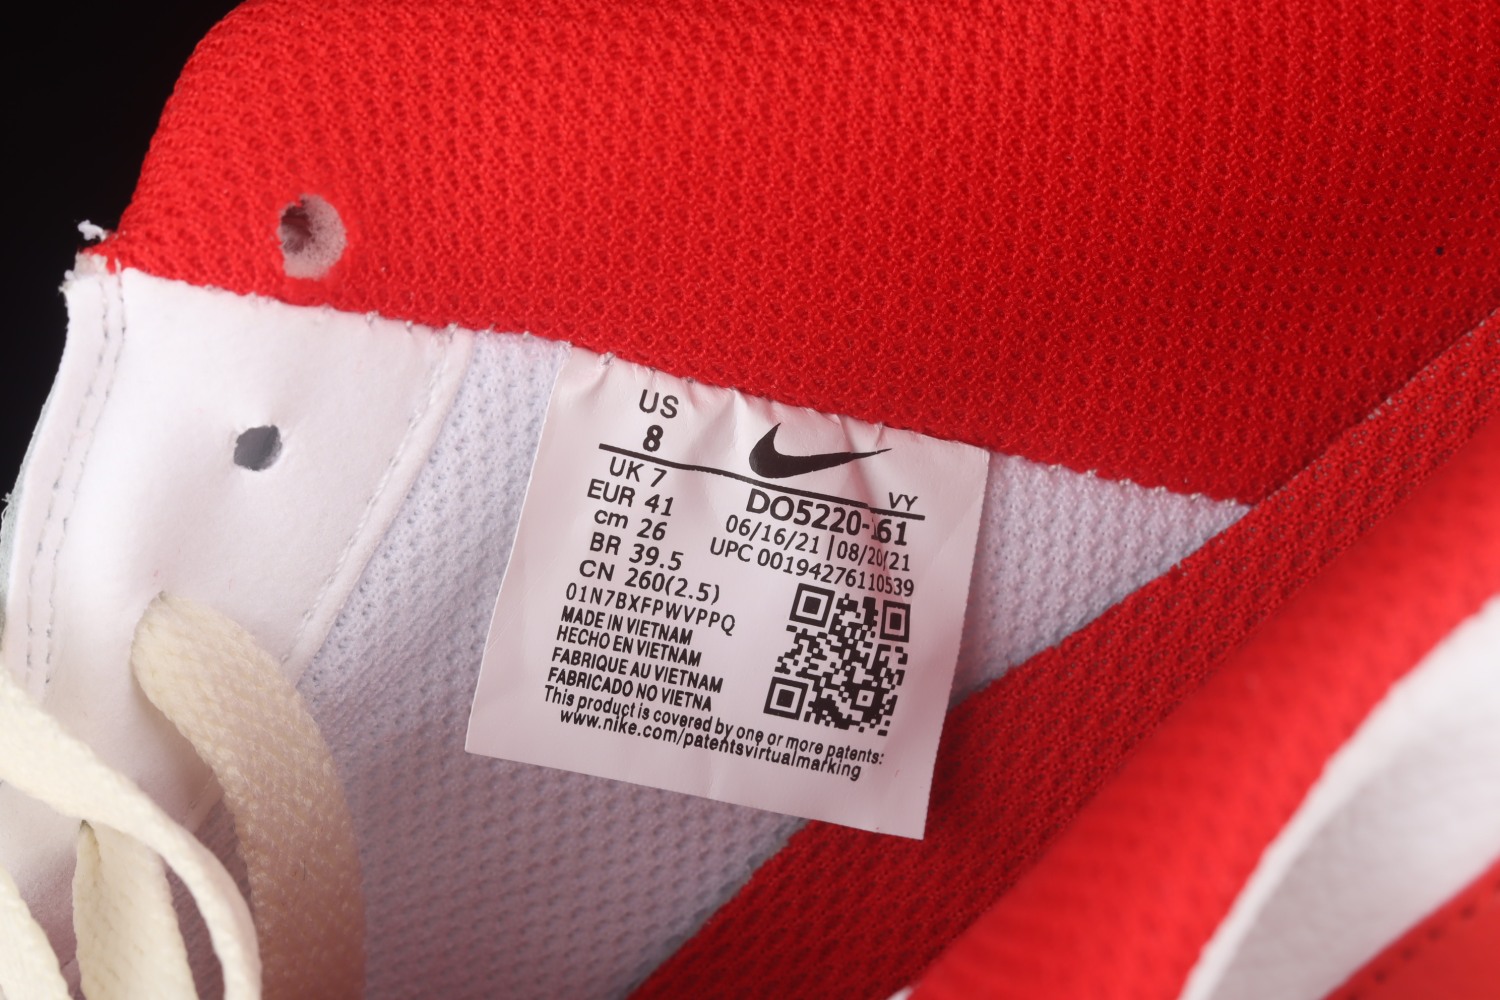 US
8
UK 7
EUR 41
cm 26
BR 39.5
CN 260(2.5)
01N7BXFPWVPPQ
MADE IN VIETNAM
HECHO EN VIETNAM
FABRIQUE AU VIETNAM
FABRICADO NO VIETNA
VY
06/16/21 | 08/20/21
UPC 00194276110539
This product is covered by one or more patents:
www.nike.com/patentsvirtualmarking